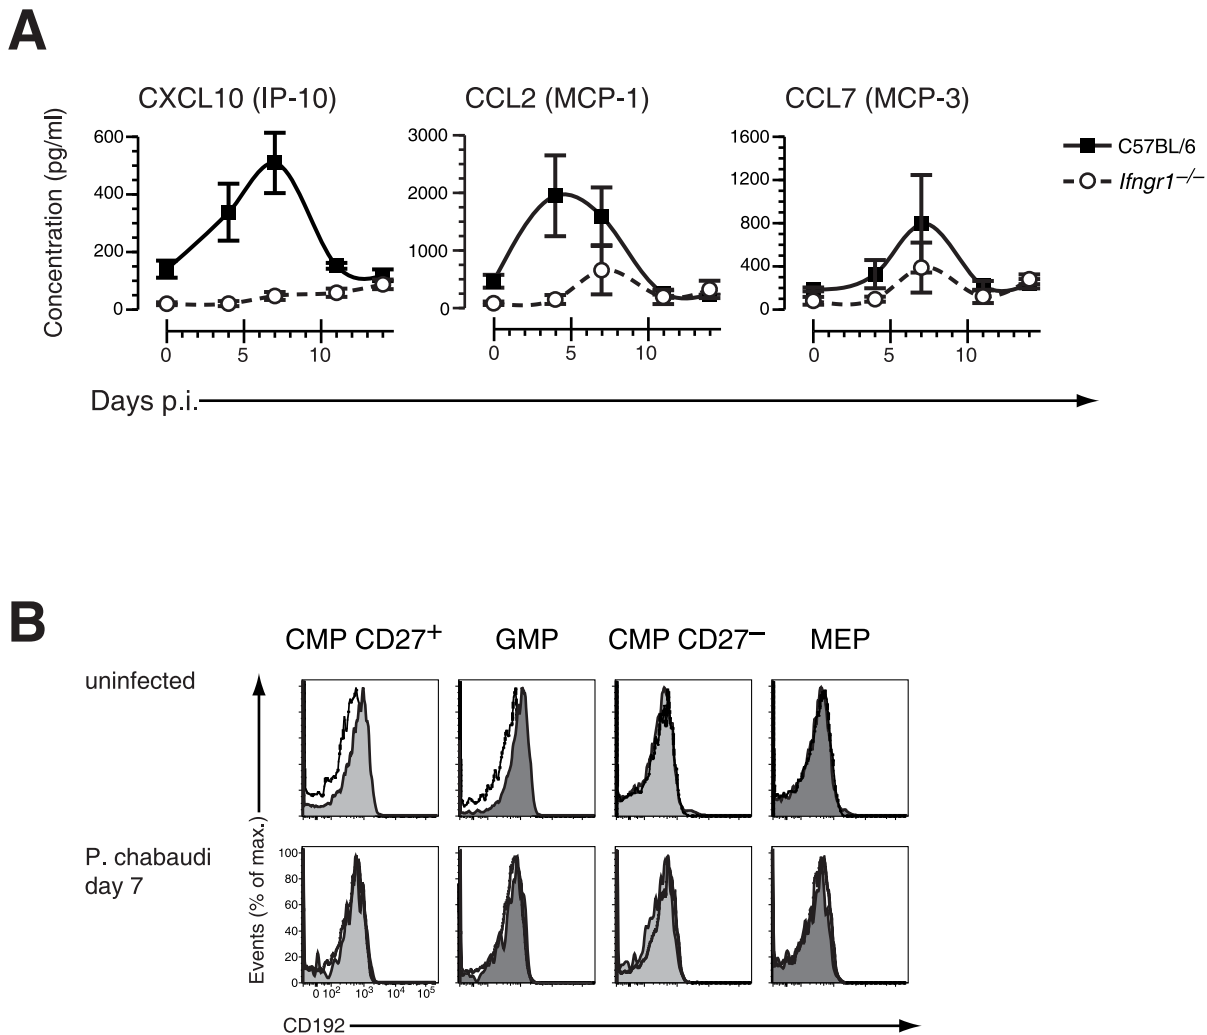 A
CXCL10 (IP-10)
CCL2 (MCP-1)
CCL7 (MCP-3)
Concentration (pg/ml)
600
400
200
0
3000
2000
1000
0
1600
1200
800
400
0
C57BL/6
Ifngr1–/–
0 5 10
0 5 10
0 5 10
Days p.i.
B
CMP CD27+
GMP
CMP CD27–
MEP
uninfected
P. chabaudi
day 7
Events (% of max.)
100
80
60
40
20
0
0 10² 10³ 10⁴ 10⁵
CD192